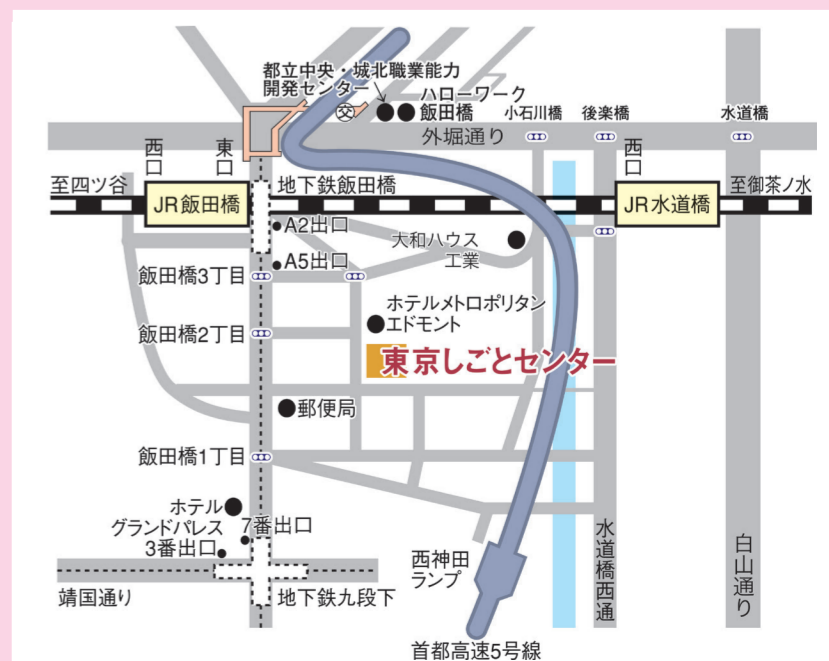 都立中央・城北職業能力
開発センター
交
ハローワーク
飯田橋
小石川橋
後楽橋
水道橋
外堀通り
西口
東口
西口
至四ツ谷
JR飯田橋
地下鉄飯田橋
JR水道橋
至御茶ノ水
A2出口
大和ハウス
工業
A5出口
飯田橋3丁目
ホテルメトロポリタン
エドモント
飯田橋2丁目
東京しごとセンター
郵便局
飯田橋1丁目
ホテル
グランドパレス
7番出口
3番出口
西神田
ランプ
水道橋西通
白山通り
靖国通り
地下鉄九段下
首都高速5号線